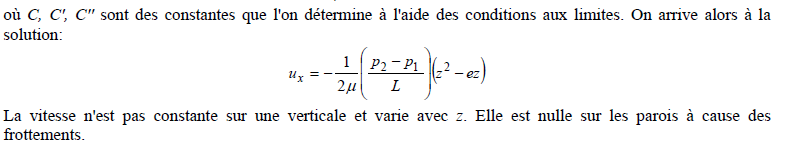 où C, C', C" sont des constantes que l'on détermine à l'aide des conditions aux limites. On arrive alors à la
solution:
u_x = -\frac{1}{2\mu}\left(\frac{p_2 - p_1}{L}\right)(z^2 - ez)
La vitesse n'est pas constante sur une verticale et varie avec z. Elle est nulle sur les parois à cause des
frottements.